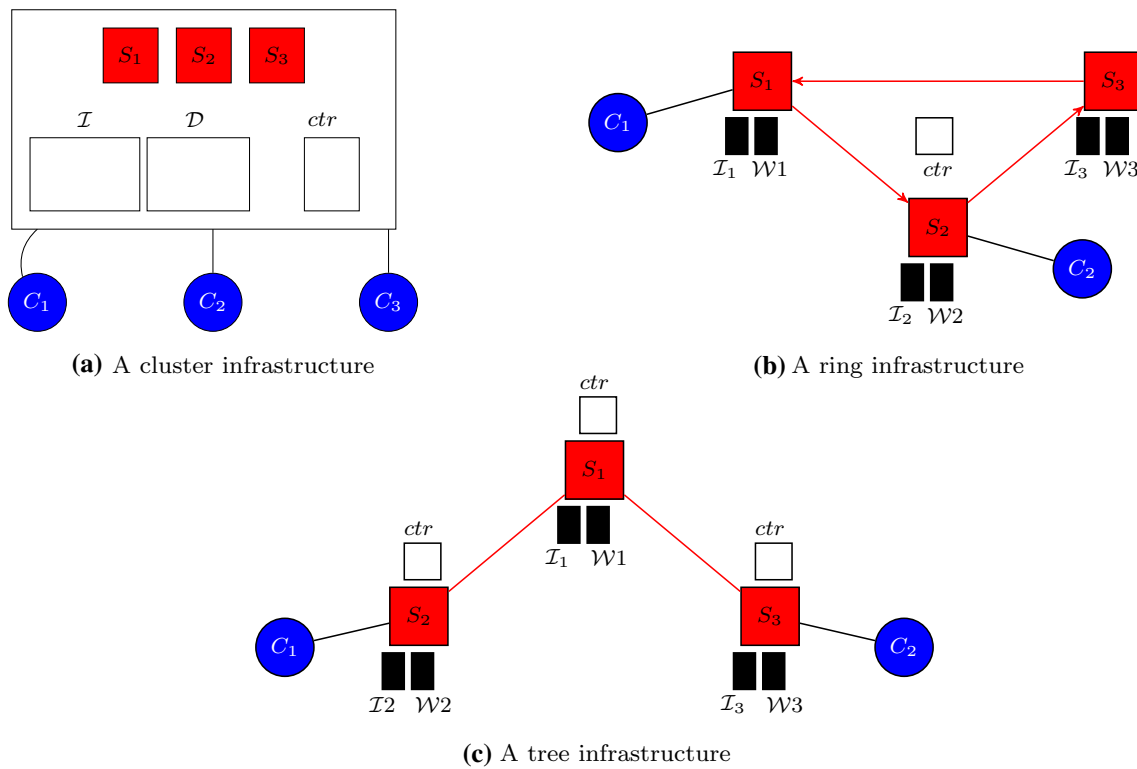 S₁ S₂ S₃
ℐ 𝒟 ctr
C₁ C₂ C₃
(a) A cluster infrastructure
S₁ S₃
C₁
ctr
ℐ₁ 𝒲1 ℐ₃ 𝒲3
S₂
C₂
ℐ₂ 𝒲2
(b) A ring infrastructure
ctr
S₁
ℐ₁ 𝒲1
ctr ctr
S₂ S₃
C₁ C₂
ℐ2 𝒲2 ℐ₃ 𝒲3
(c) A tree infrastructure